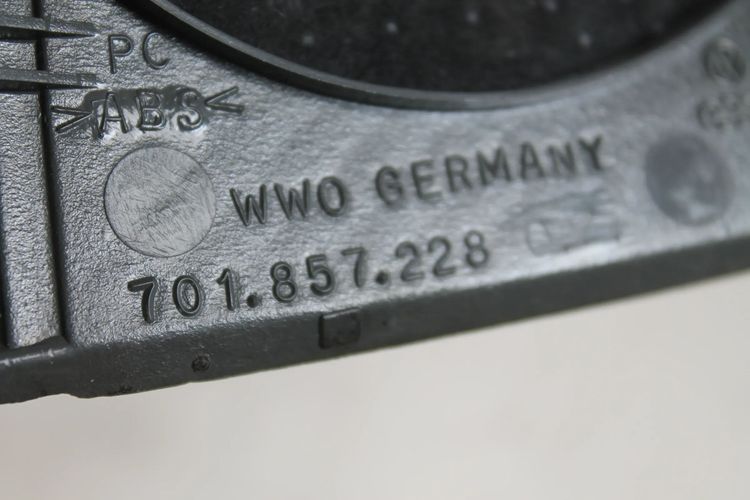 PC
>ABS<
WWO GERMANY
701.857.228